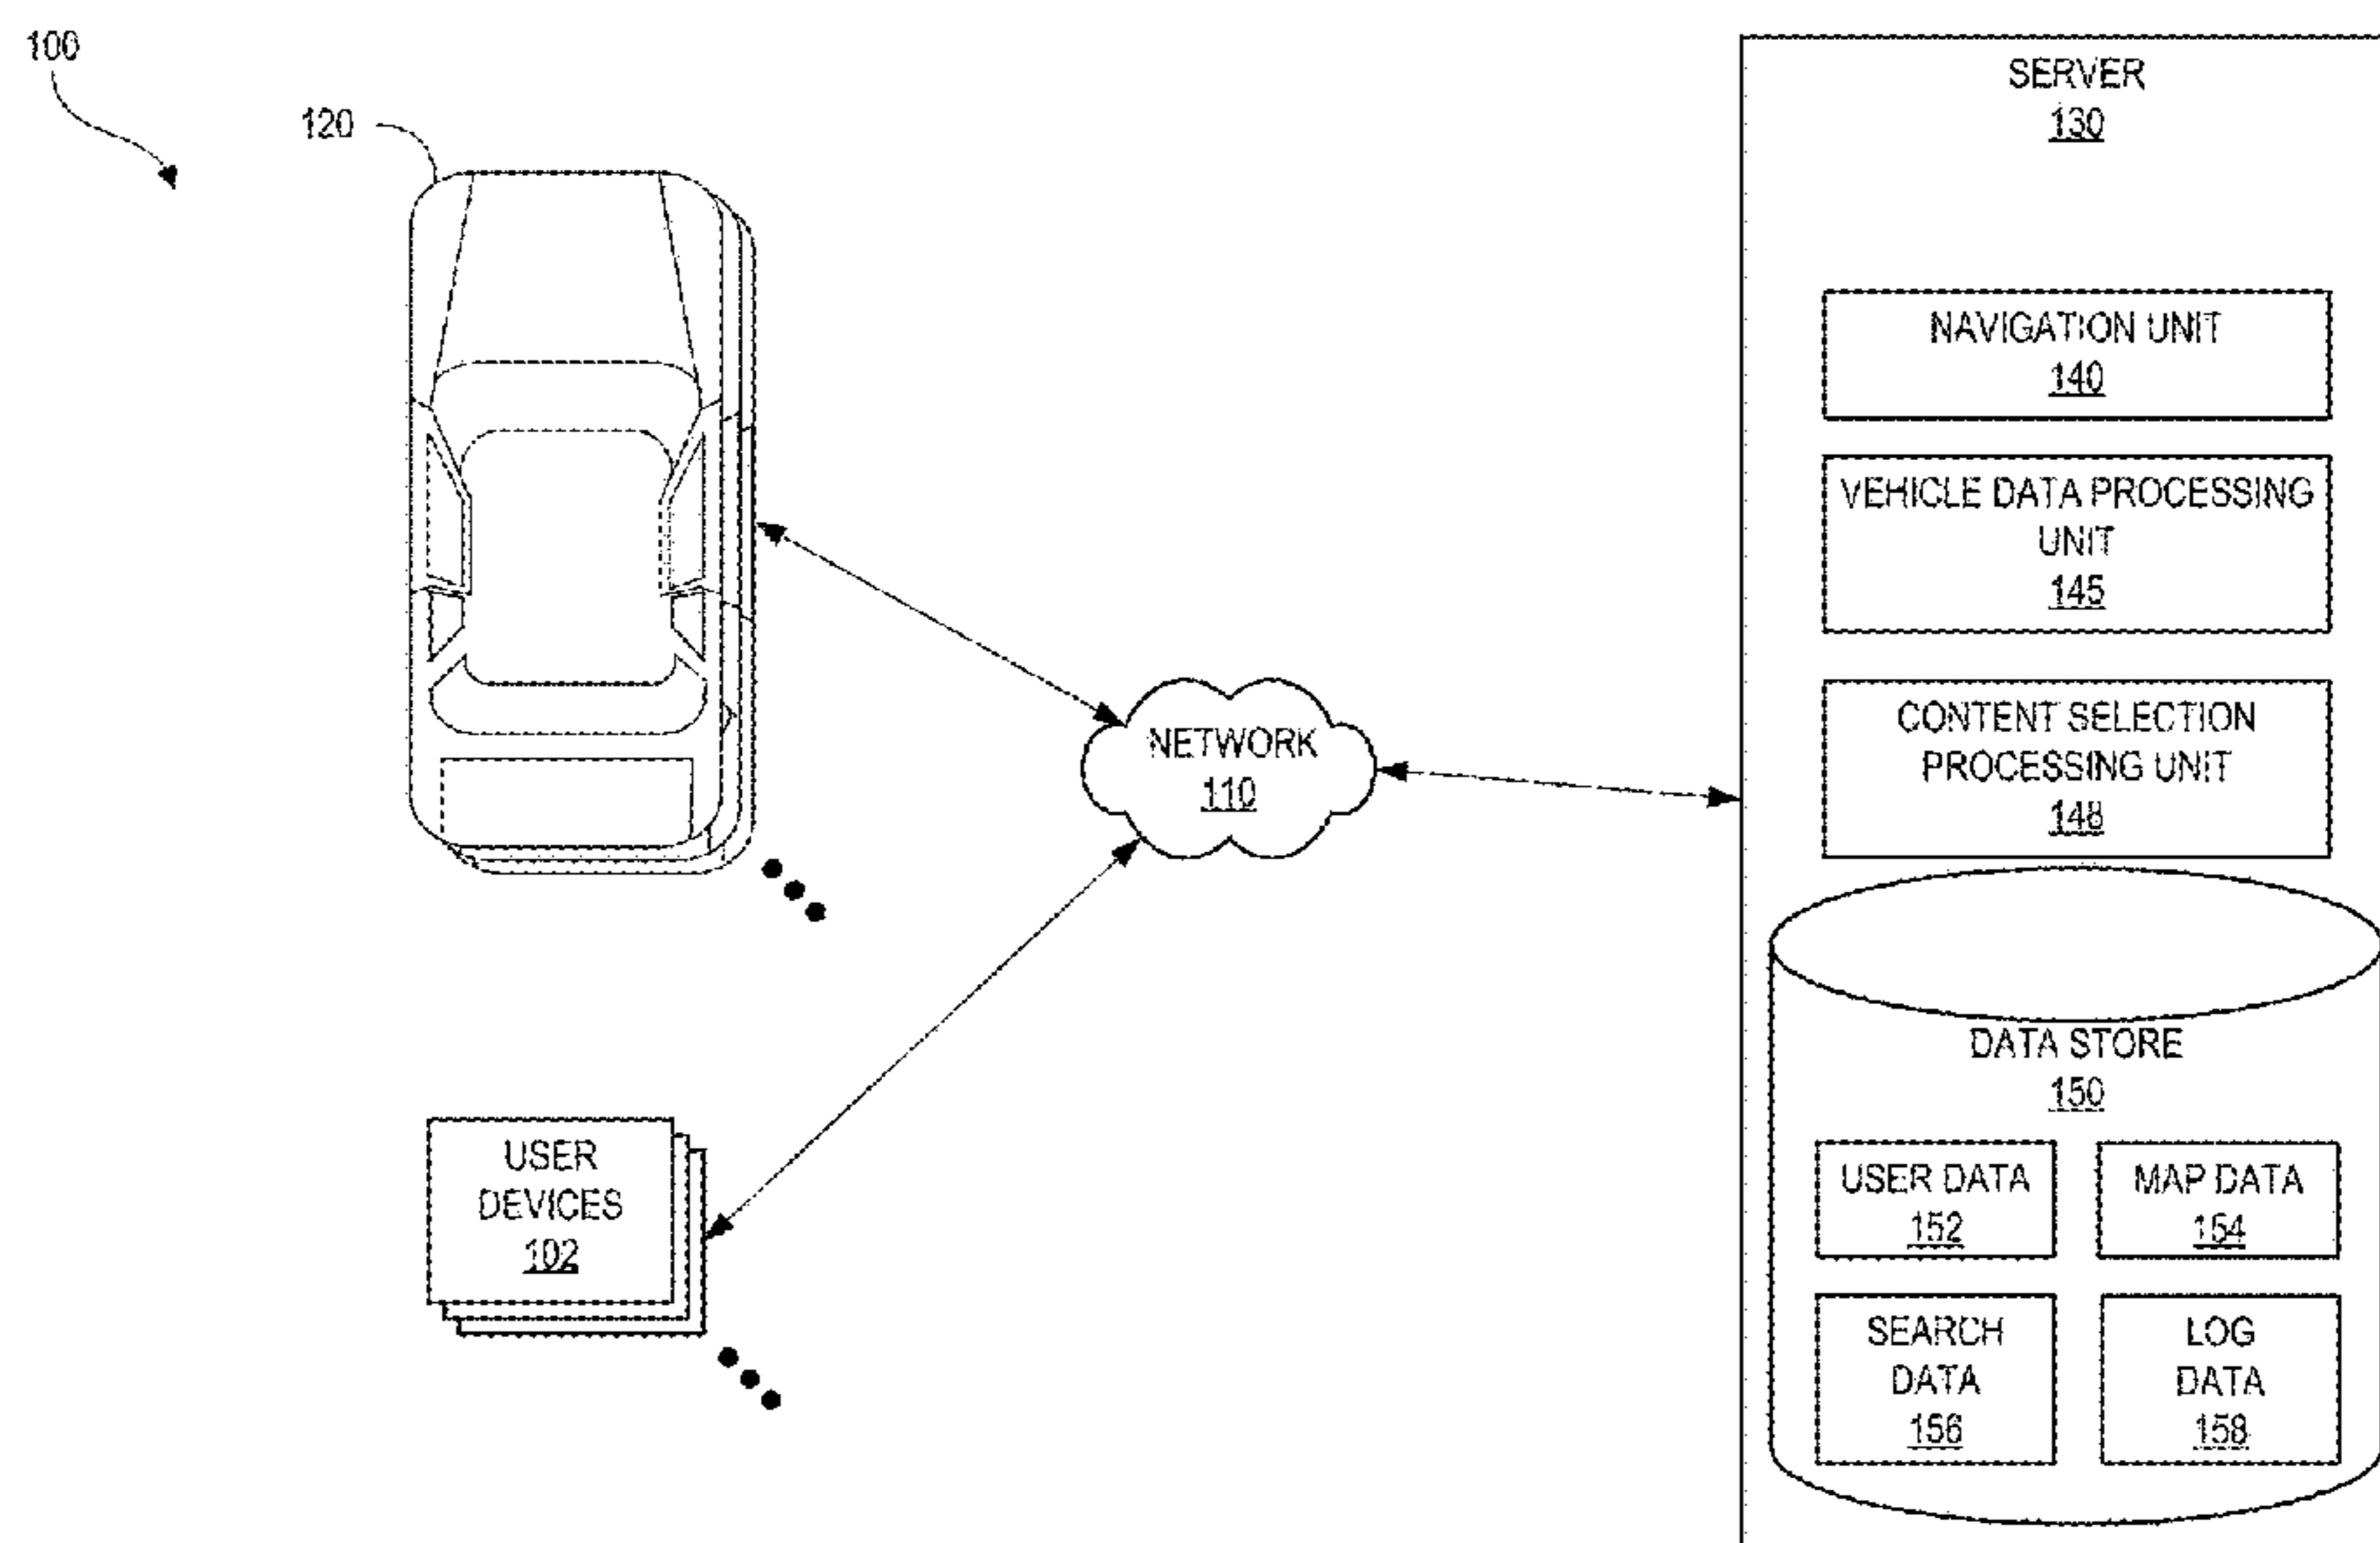 100
120
SERVER
130
NAVIGATION UNIT
140
VEHICLE DATA PROCESSING
UNIT
145
CONTENT SELECTION
PROCESSING UNIT
148
NETWORK
110
DATA STORE
150
USER
DEVICES
102
USER DATA
152
MAP DATA
154
SEARCH
DATA
156
LOG
DATA
158